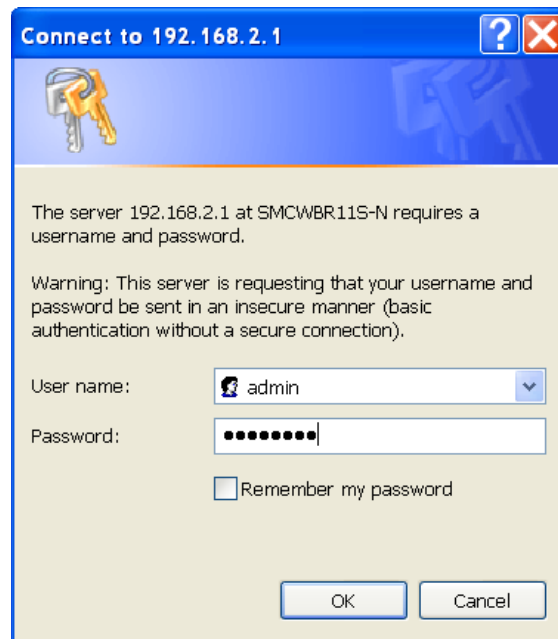 Connect to 192.168.2.1
The server 192.168.2.1 at SMCWBR11S-N requires a
username and password.
Warning: This server is requesting that your username and
password be sent in an insecure manner (basic
authentication without a secure connection).
User name: admin
Password: ●●●●●●●●
Remember my password
OK Cancel